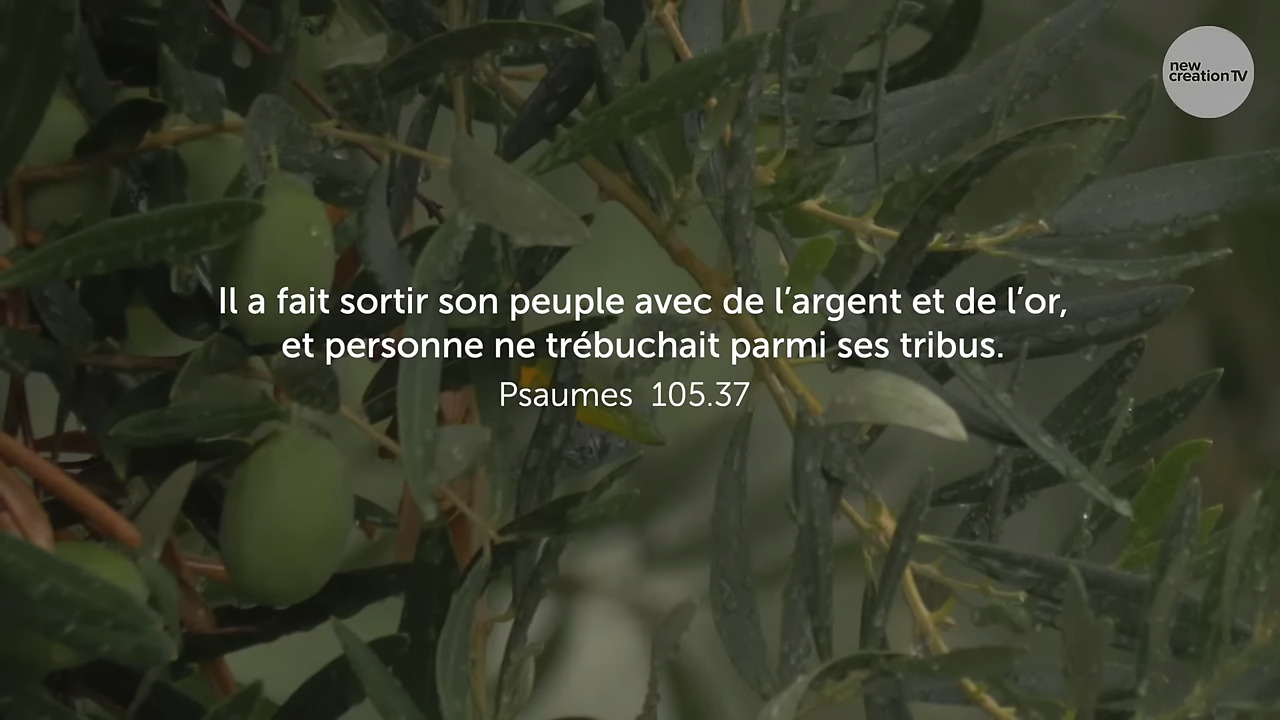 new
creation TV
Il a fait sortir son peuple avec de l’argent et de l’or,
et personne ne trébuchait parmi ses tribus.
Psaumes 105.37